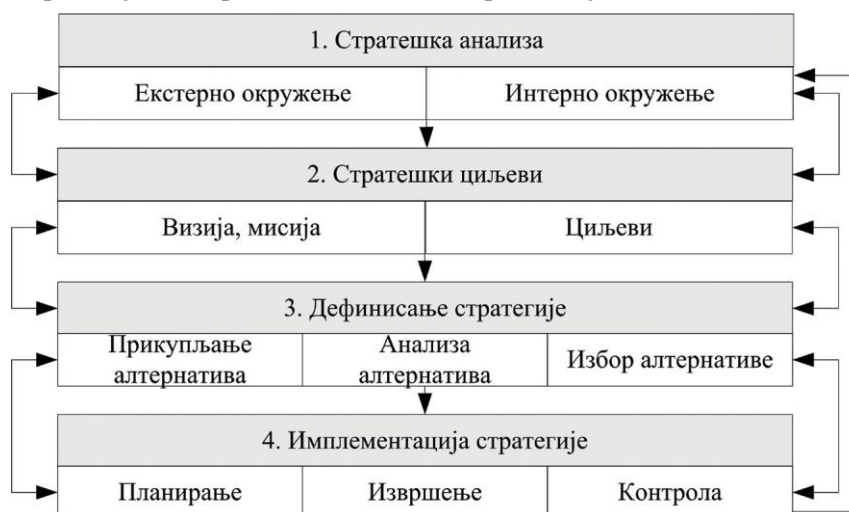 1. Стратешка анализа
Екстерно окружење
Интерно окружење
2. Стратешки циљеви
Визија, мисија
Циљеви
3. Дефинисање стратегије
Прикупљање
алтернатива
Анализа
алтернатива
Избор алтернативе
4. Имплементација стратегије
Планирање
Извршење
Контрола